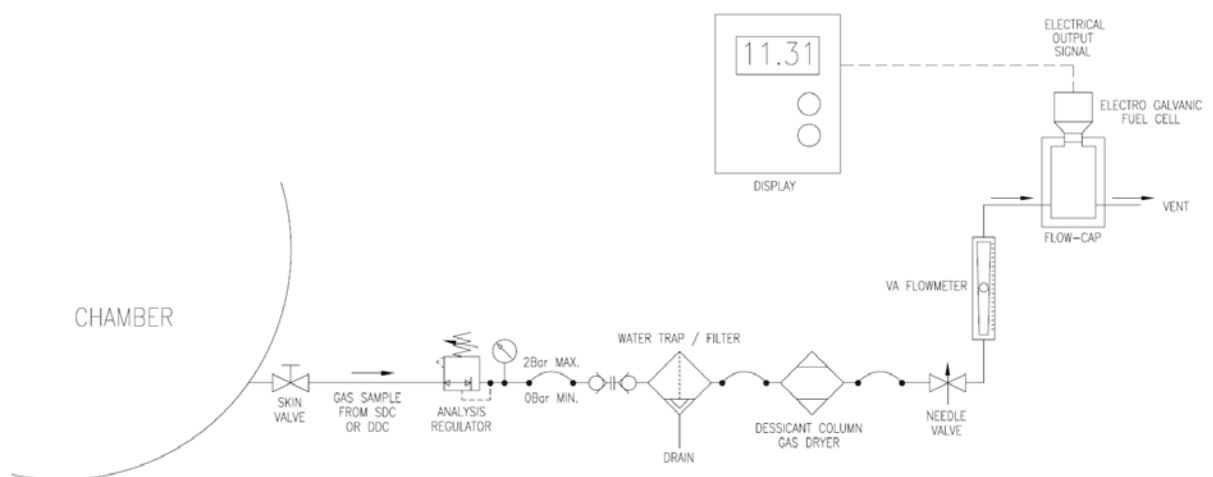 ELECTRICAL
OUTPUT
SIGNAL
11.31
ELECTRO GALVANIC
FUEL CELL
DISPLAY
VENT
FLOW-CAP
VA FLOWMETER
CHAMBER
WATER TRAP / FILTER
2Bar MAX.
0Bar MIN.
SKIN
VALVE
GAS SAMPLE
FROM SDC
OR DDC
ANALYSIS
REGULATOR
DRAIN
DESSICANT COLUMN
GAS DRYER
NEEDLE
VALVE